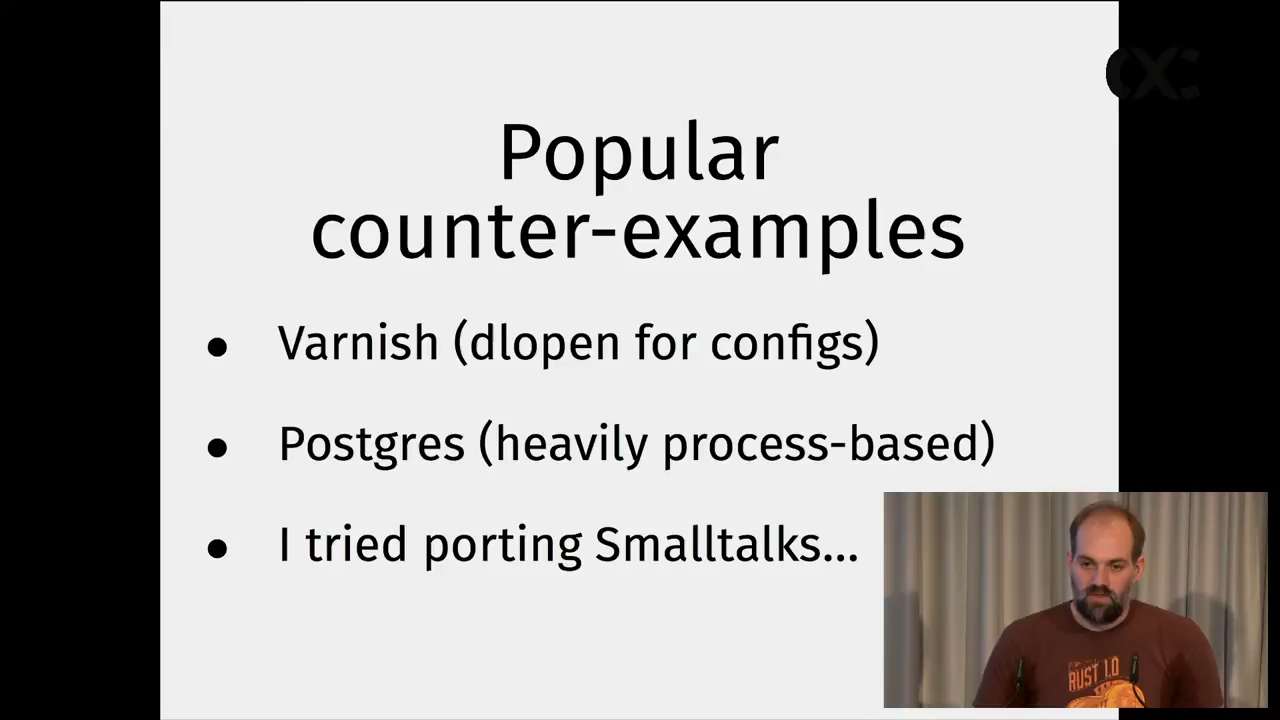 Popular
counter-examples
● Varnish (dlopen for configs)
● Postgres (heavily process-based)
● I tried porting Smalltalks...
RUST 1.0